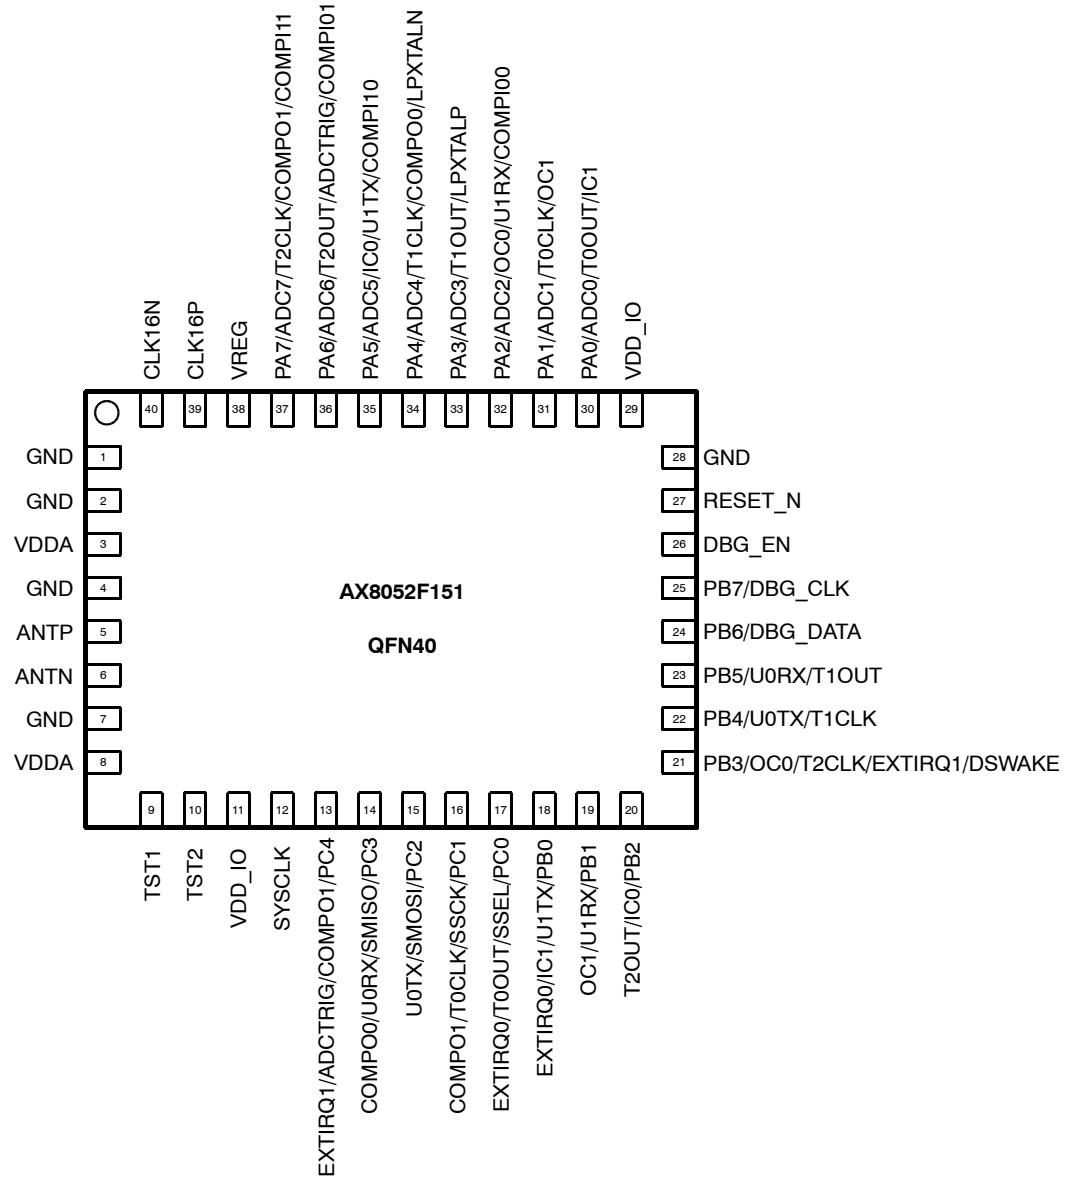 CLK16N
CLK16P
VREG
PA7/ADC7/T2CLK/COMPO1/COMPI11
PA6/ADC6/T2OUT/ADCTRIG/COMPI01
PA5/ADC5/IC0/U1TX/COMPI10
PA4/ADC4/T1CLK/COMPO0/LPXTALN
PA3/ADC3/T1OUT/LPXTALP
PA2/ADC2/OC0/U1RX/COMPI00
PA1/ADC1/T0CLK/OC1
PA0/ADC0/T0OUT/IC1
VDD_IO
40 39 38 37 36 35 34 33 32 31 30 29
GND 1
GND 2
VDDA 3
GND 4
ANTP 5
ANTN 6
GND 7
VDDA 8
AX8052F151
QFN40
28 GND
27 RESET_N
26 DBG_EN
25 PB7/DBG_CLK
24 PB6/DBG_DATA
23 PB5/U0RX/T1OUT
22 PB4/U0TX/T1CLK
21 PB3/OC0/T2CLK/EXTIRQ1/DSWAKE
9 10 11 12 13 14 15 16 17 18 19 20
TST1
TST2
VDD_IO
SYSCLK
EXTIRQ1/ADCTRIG/COMPO1/PC4
COMPO0/U0RX/SMISO/PC3
U0TX/SMOSI/PC2
COMPO1/T0CLK/SSCK/PC1
EXTIRQ0/T0OUT/SSEL/PC0
EXTIRQ0/IC1/U1TX/PB0
OC1/U1RX/PB1
T2OUT/IC0/PB2